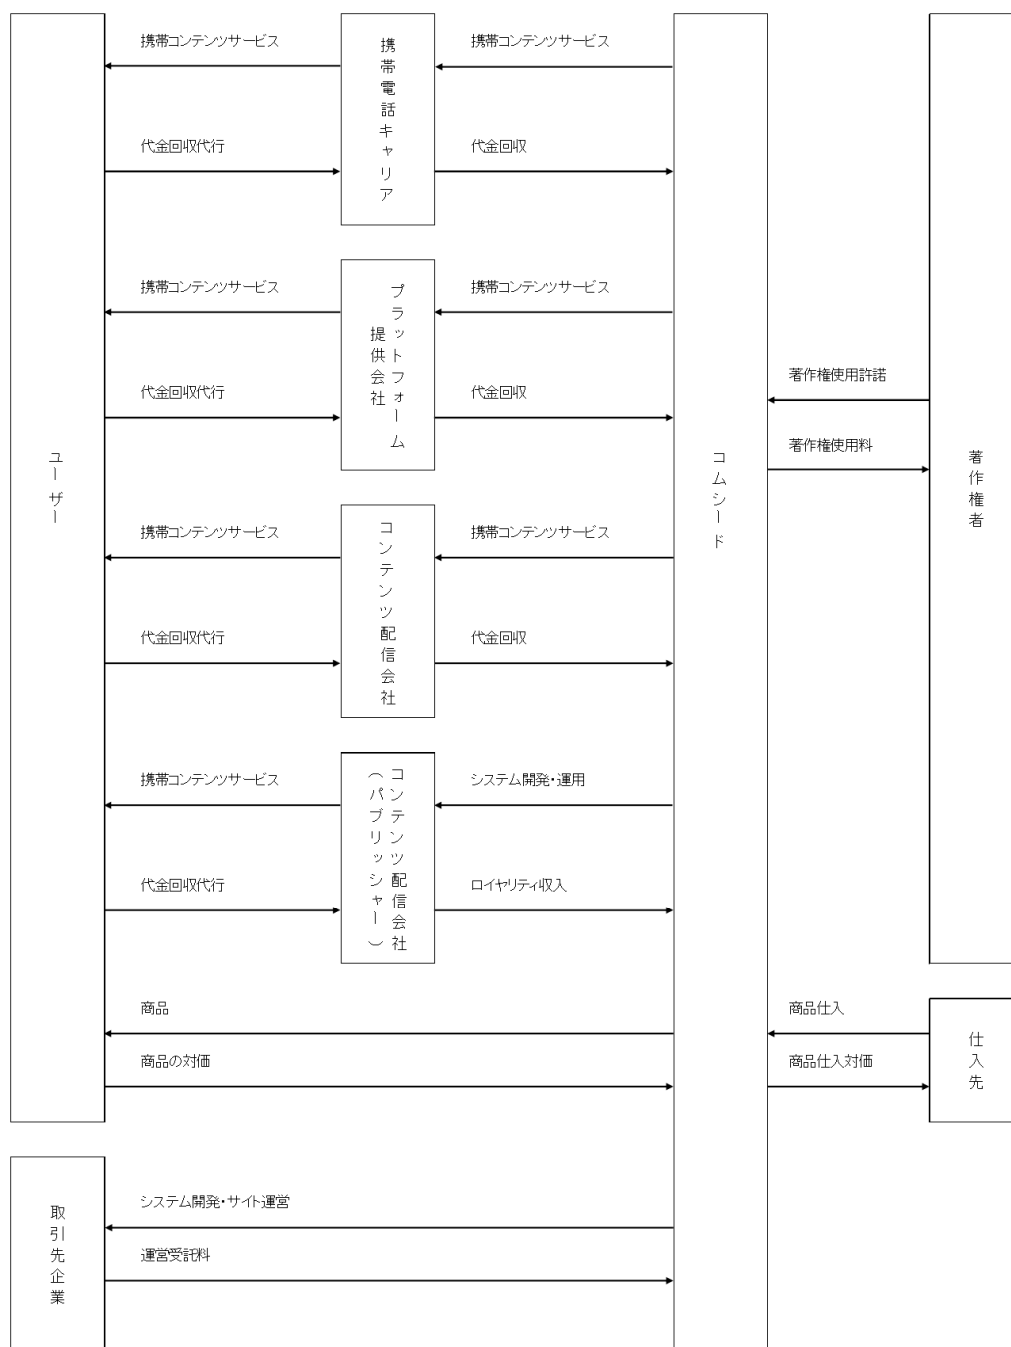 携帯コンテンツサービス
携帯コンテンツサービス
携帯電話キャリア
代金回収代行
代金回収
携帯コンテンツサービス
携帯コンテンツサービス
プラットフォーム
提供会社
代金回収代行
代金回収
著作権使用許諾
著作権使用料
ユーザー
コムシード
著作権者
携帯コンテンツサービス
携帯コンテンツサービス
コンテンツ配信会社
代金回収代行
代金回収
携帯コンテンツサービス
システム開発・運用
コンテンツ配信会社
（パブリッシャー）
代金回収代行
ロイヤリティ収入
商品
商品仕入
商品の対価
商品仕入対価
仕入先
システム開発・サイト運営
運営受託料
取引先企業